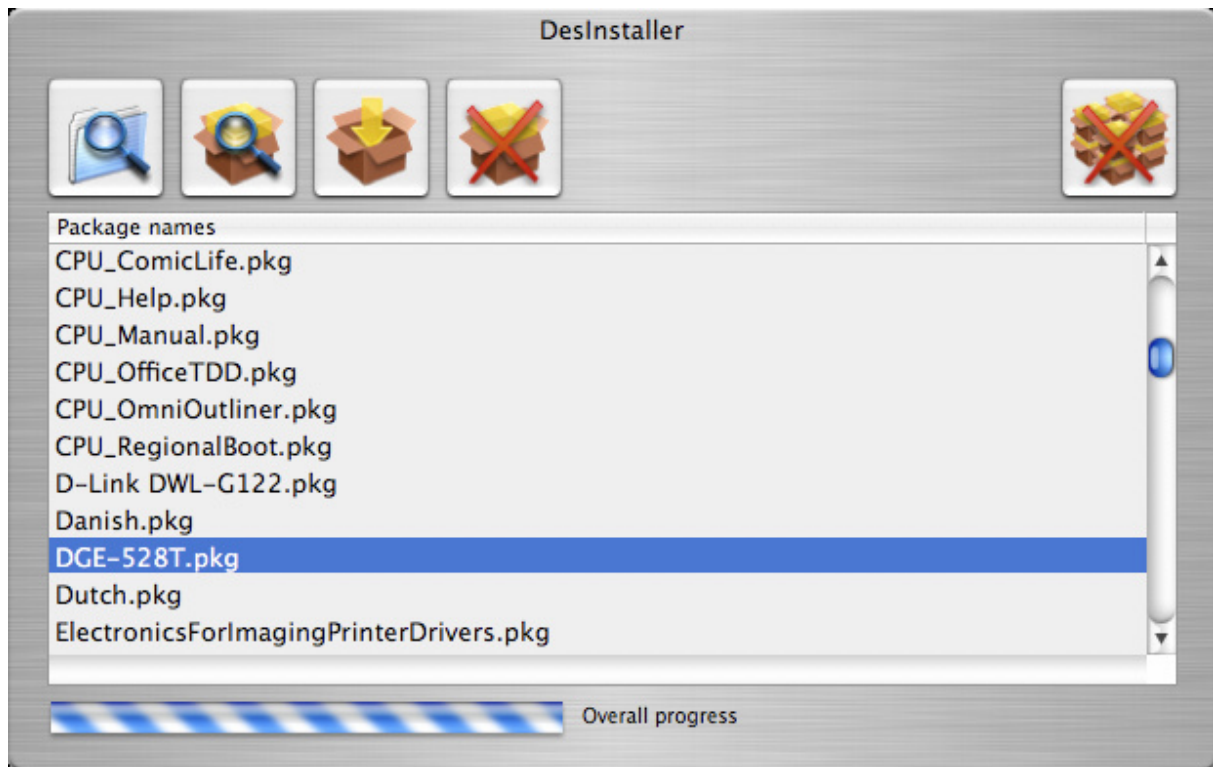 DesInstaller
Package names
CPU_ComicLife.pkg
CPU_Help.pkg
CPU_Manual.pkg
CPU_OfficeTDD.pkg
CPU_OmniOutliner.pkg
CPU_RegionalBoot.pkg
D-Link DWL-G122.pkg
Danish.pkg
DGE-528T.pkg
Dutch.pkg
ElectronicsForImagingPrinterDrivers.pkg
Overall progress